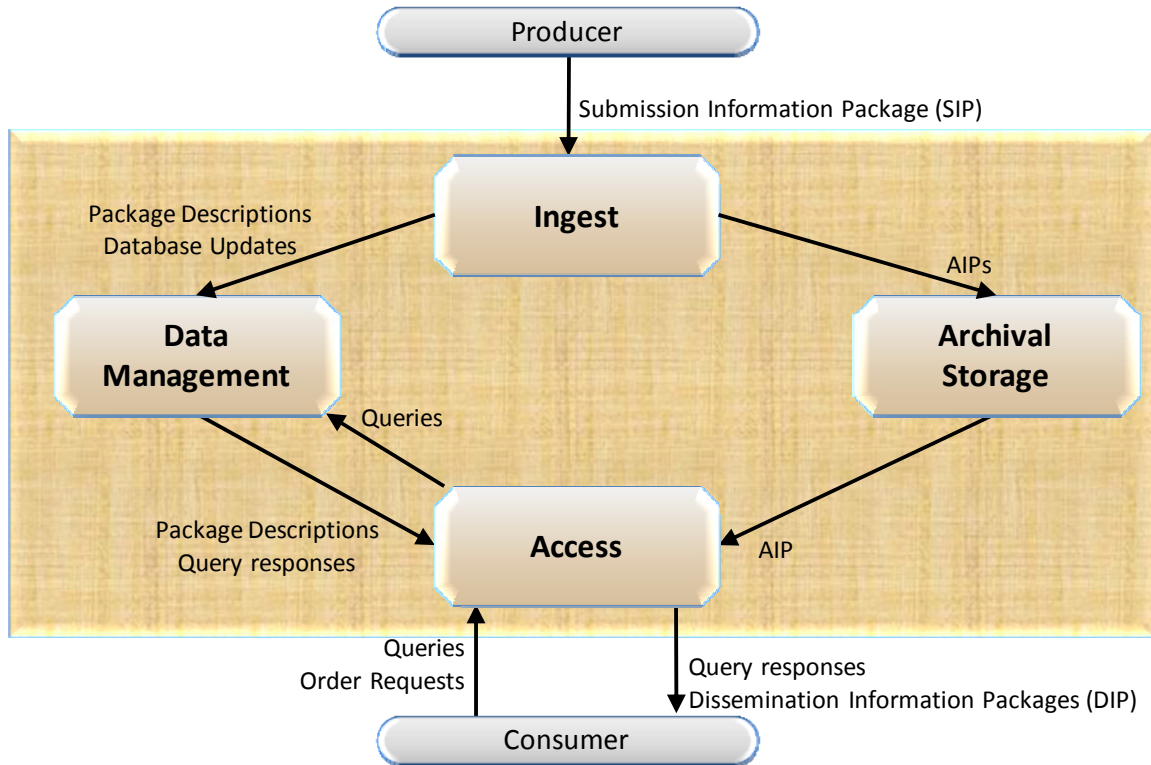 Producer
Submission Information Package (SIP)
Ingest
Package Descriptions
Database Updates
AIPs
Data
Management
Archival
Storage
Queries
Package Descriptions
Query responses
Access
AIP
Queries
Order Requests
Query responses
Dissemination Information Packages (DIP)
Consumer